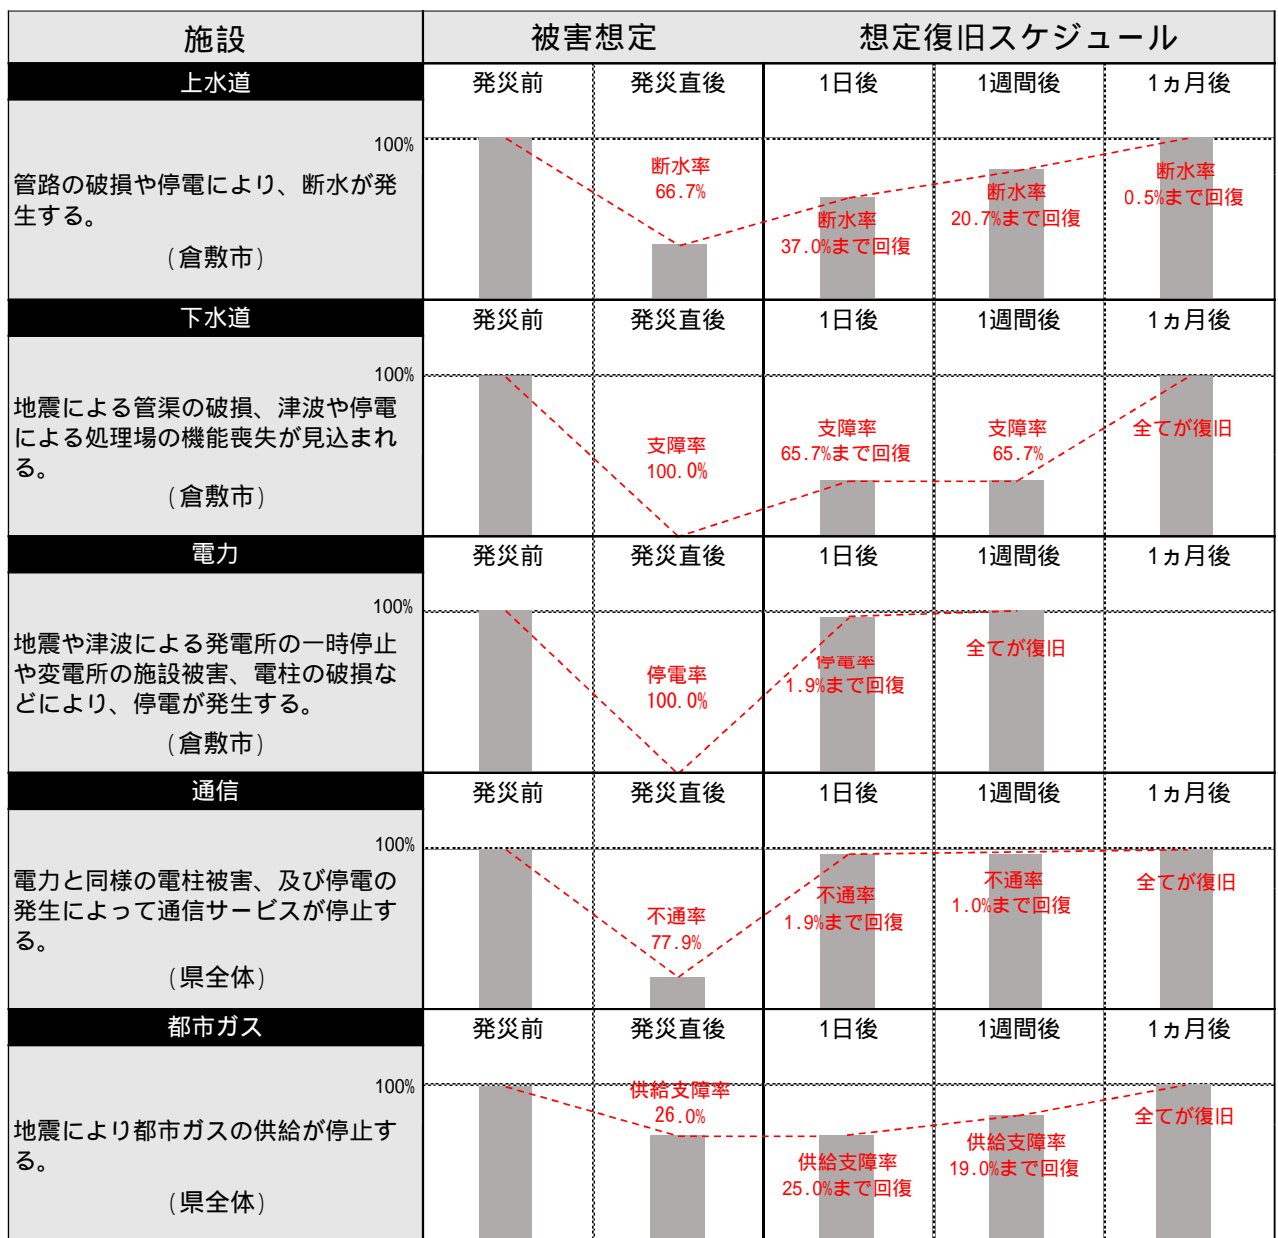 施設 被害想定 想定復旧スケジュール
上水道 発災前 発災直後 1日後 1週間後 1ヵ月後
100%
管路の破損や停電により、断水が発
生する。
(倉敷市)
断水率
66.7%
断水率
37.0%まで回復
断水率
20.7%まで回復
断水率
0.5%まで回復
下水道 発災前 発災直後 1日後 1週間後 1ヵ月後
100%
地震による管渠の破損、津波や停電
による処理場の機能喪失が見込まれ
る。
(倉敷市)
支障率
100.0%
支障率
65.7%まで回復
支障率
65.7%
全てが復旧
電力 発災前 発災直後 1日後 1週間後 1ヵ月後
100%
地震や津波による発電所の一時停止
や変電所の施設被害、電柱の破損な
どにより、停電が発生する。
(倉敷市)
停電率
100.0%
停電率
1.9%まで回復
全てが復旧
通信 発災前 発災直後 1日後 1週間後 1ヵ月後
100%
電力と同様の電柱被害、及び停電の
発生によって通信サービスが停止す
る。
(県全体)
不通率
77.9%
不通率
1.9%まで回復
不通率
1.0%まで回復
全てが復旧
都市ガス 発災前 発災直後 1日後 1週間後 1ヵ月後
100%
地震により都市ガスの供給が停止す
る。
(県全体)
供給支障率
26.0%
供給支障率
25.0%まで回復
供給支障率
19.0%まで回復
全てが復旧